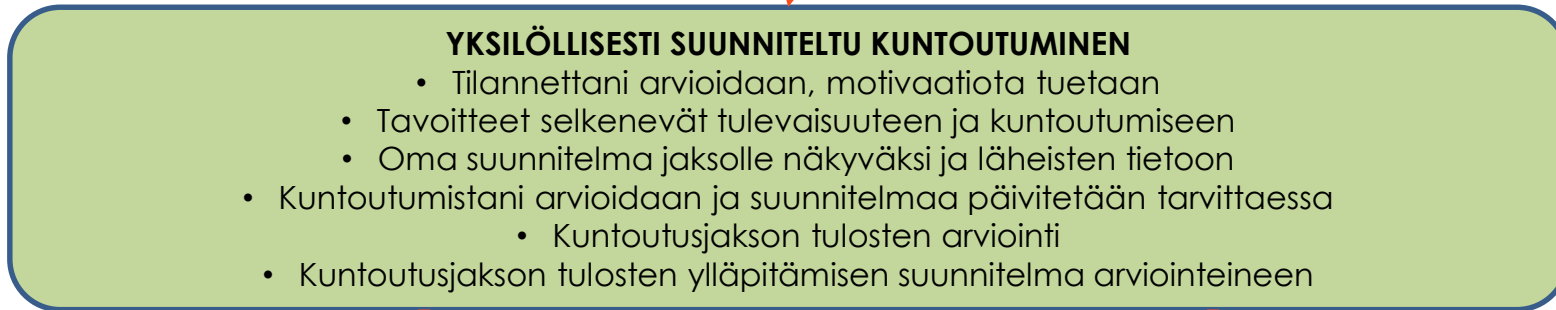 YKSILÖLLISESTI SUUNNITELTU KUNTOUTUMINEN
• Tilannettani arvioidaan, motivaatiota tuetaan
• Tavoitteet selkenevät tulevaisuuteen ja kuntoutumiseen
• Oma suunnitelma jaksolle näkyväksi ja läheisten tietoon
• Kuntoutumistani arvioidaan ja suunnitelmaa päivitetään tarvittaessa
• Kuntoutusjakson tulosten arviointi
• Kuntoutusjakson tulosten ylläpitämisen suunnitelma arviointeineen